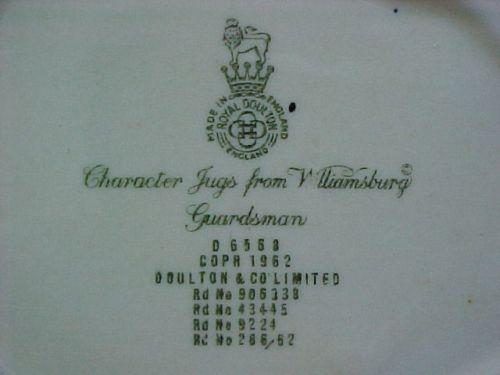 MADE IN ENGLAND
ROYAL DOULTON
ENGLAND
Character Jugs from Williamsburg
Guardsman
D 6568
COPR 1962
DOULTON & CO LIMITED
Rd No 906338
Rd No 43445
Rd No 9224
Rd No 266/62